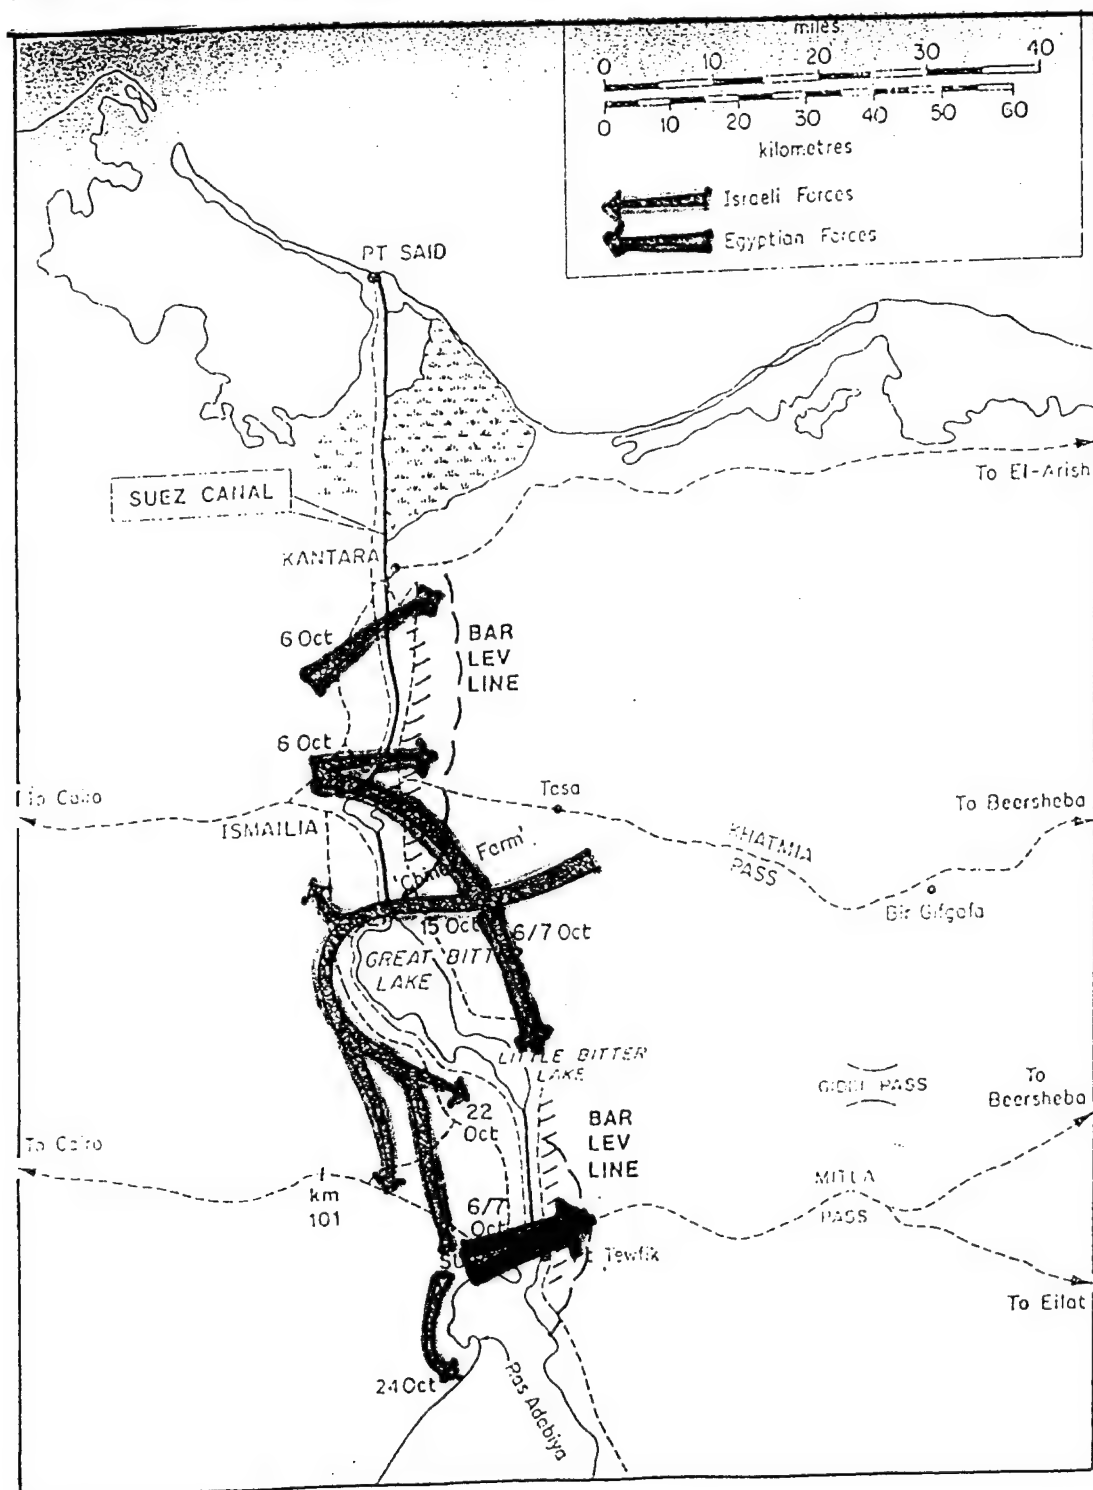 miles
0 10 20 30 40
0 10 20 30 40 50 60
kilometres
Israeli Forces
Egyptian Forces
PT SAID
To El-Arish
SUEZ CANAL
KANTARA
6 Oct
BAR
LEV
LINE
6 Oct
To Cairo
Tasa
To Beersheba
ISMAILIA
KHATMIA
PASS
Farm'
Bir Gifgafa
15 Oct
6/7 Oct
GREAT BITT
LAKE
LITTLE BITTER
LAKE
GIDDI PASS
To
Beersheba
22
Oct
BAR
LEV
LINE
To Cairo
km
101
MITLA
PASS
6/7
Oct
Tewfik
To Eilat
24 Oct
Ras Adabiya